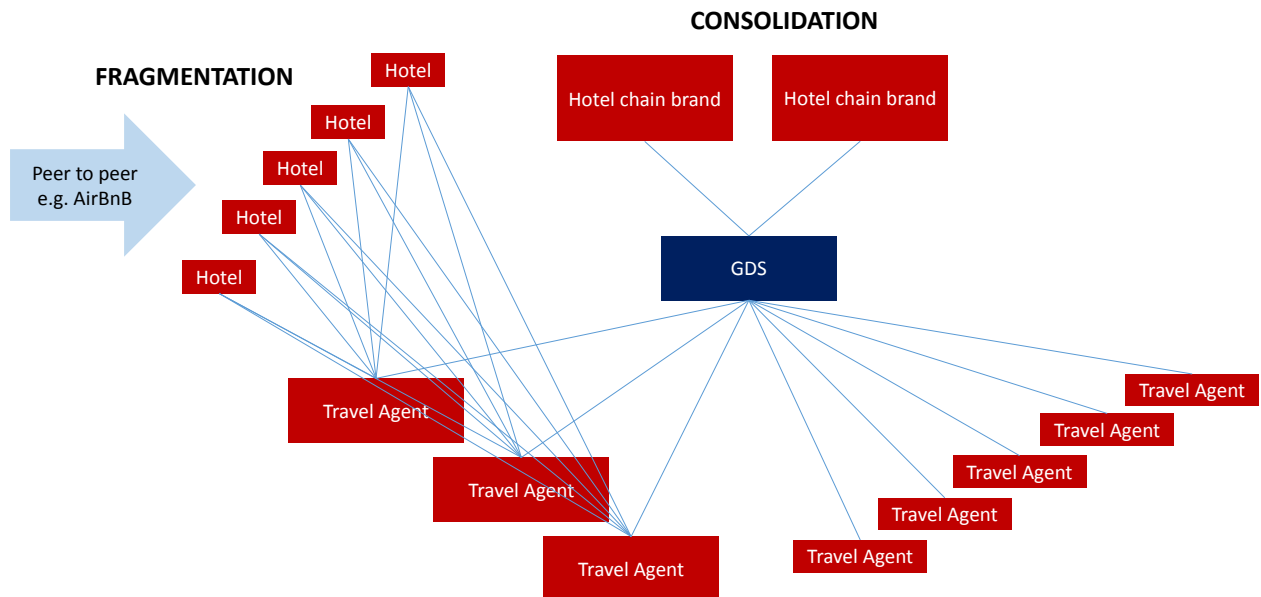 CONSOLIDATION
FRAGMENTATION
Hotel
Hotel chain brand
Hotel chain brand
Hotel
Hotel
Peer to peer
e.g. AirBnB
Hotel
Hotel
GDS
Travel Agent
Travel Agent
Travel Agent
Travel Agent
Travel Agent
Travel Agent
Travel Agent
Travel Agent